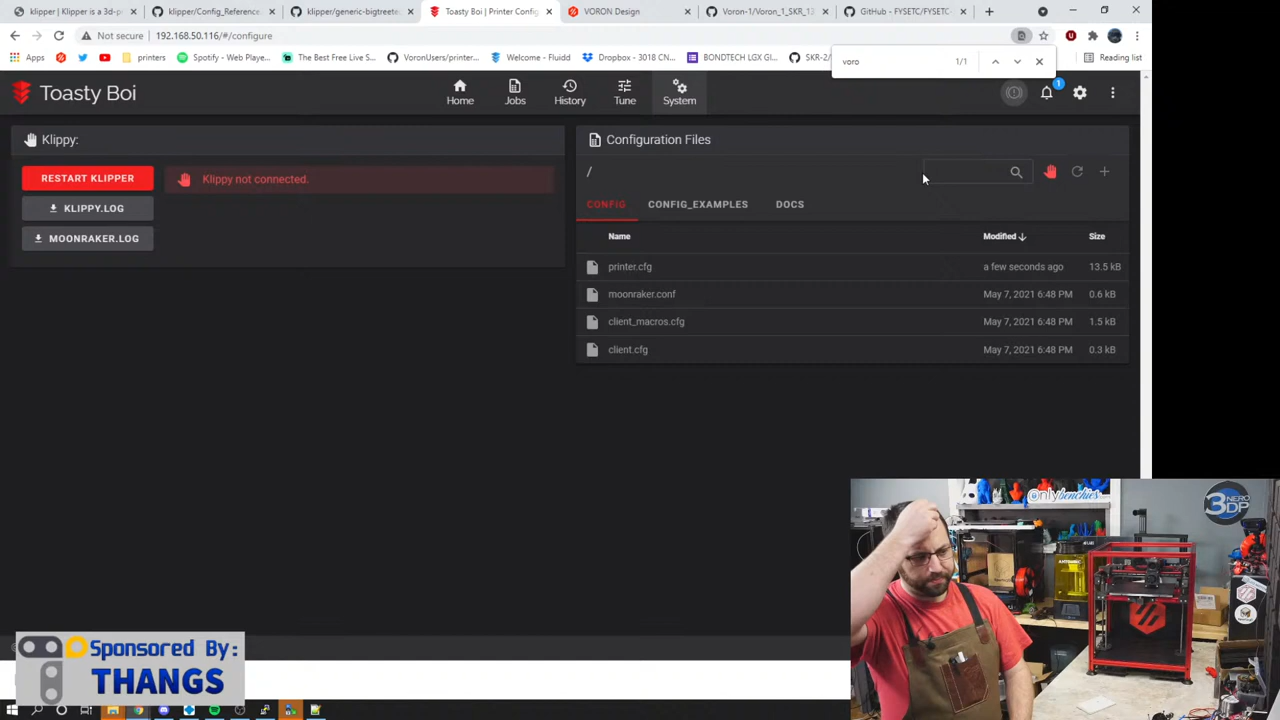 klipper | Klipper is a 3d-p
klipper/Config_Reference
klipper/generic-bigtreete
Toasty Boi | Printer Config
VORON Design
Voron-1/Voron_1_SKR_13
GitHub - FYSETC/FYSETC-
Not secure
192.168.50.116/#/configure
Apps
printers
Spotify - Web Playe...
The Best Free Live S...
VoronUsers/printer...
Welcome - Fluidd
Dropbox - 3018 CN...
BONDTECH LGX GI...
SKR-2/
Reading list
voro
1/1
Toasty Boi
Home
Jobs
History
Tune
System
1
Klippy:
RESTART KLIPPER
KLIPPY.LOG
MOONRAKER.LOG
Klippy not connected.
Configuration Files
/
CONFIG
CONFIG_EXAMPLES
DOCS
Name
Modified
Size
printer.cfg
a few seconds ago
13.5 kB
moonraker.conf
May 7, 2021 6:48 PM
0.6 kB
client_macros.cfg
May 7, 2021 6:48 PM
1.5 kB
client.cfg
May 7, 2021 6:48 PM
0.3 kB
Sponsored By:
THANGS
Onlybenchies
NERO
3DP